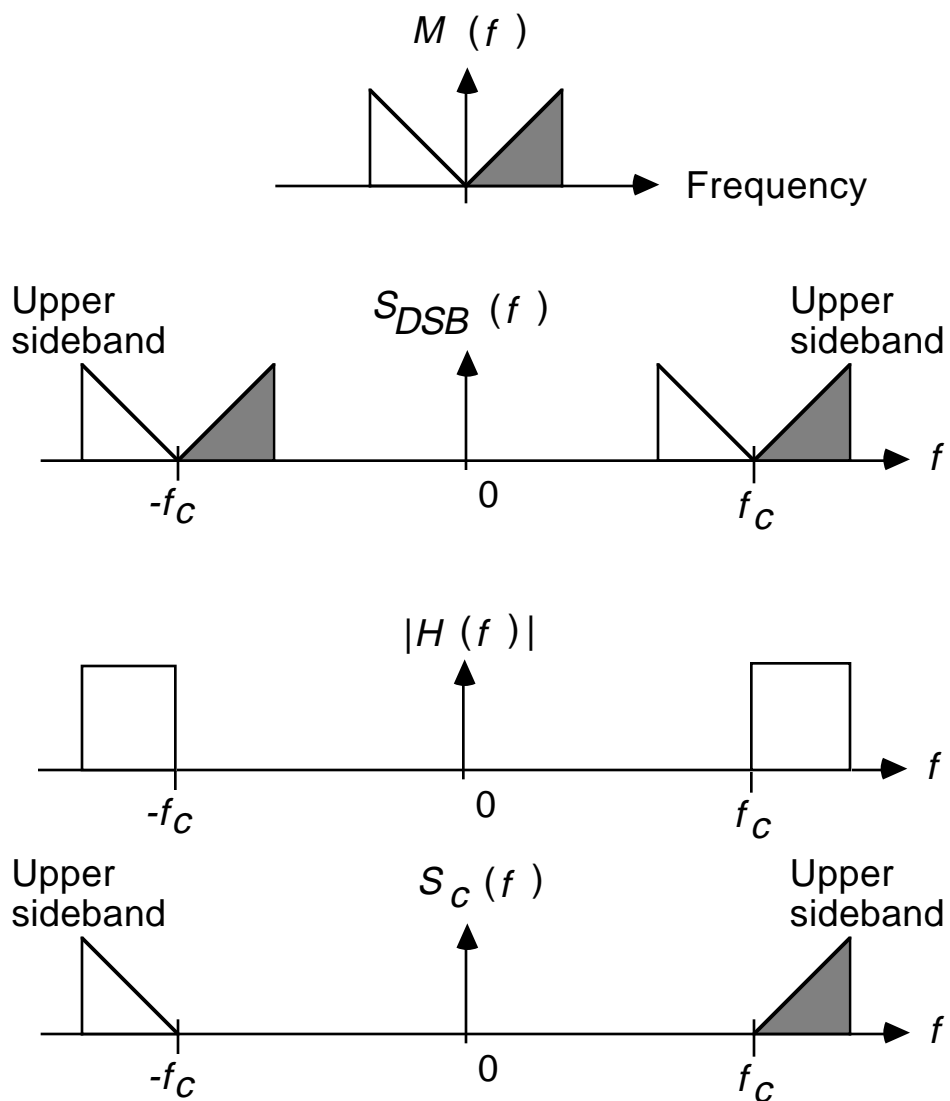 M (f)
Frequency
Upper
sideband
S_DSB (f)
Upper
sideband
f
-f_c
0
f_c
|H (f)|
f
-f_c
0
f_c
Upper
sideband
S_c (f)
Upper
sideband
f
-f_c
0
f_c